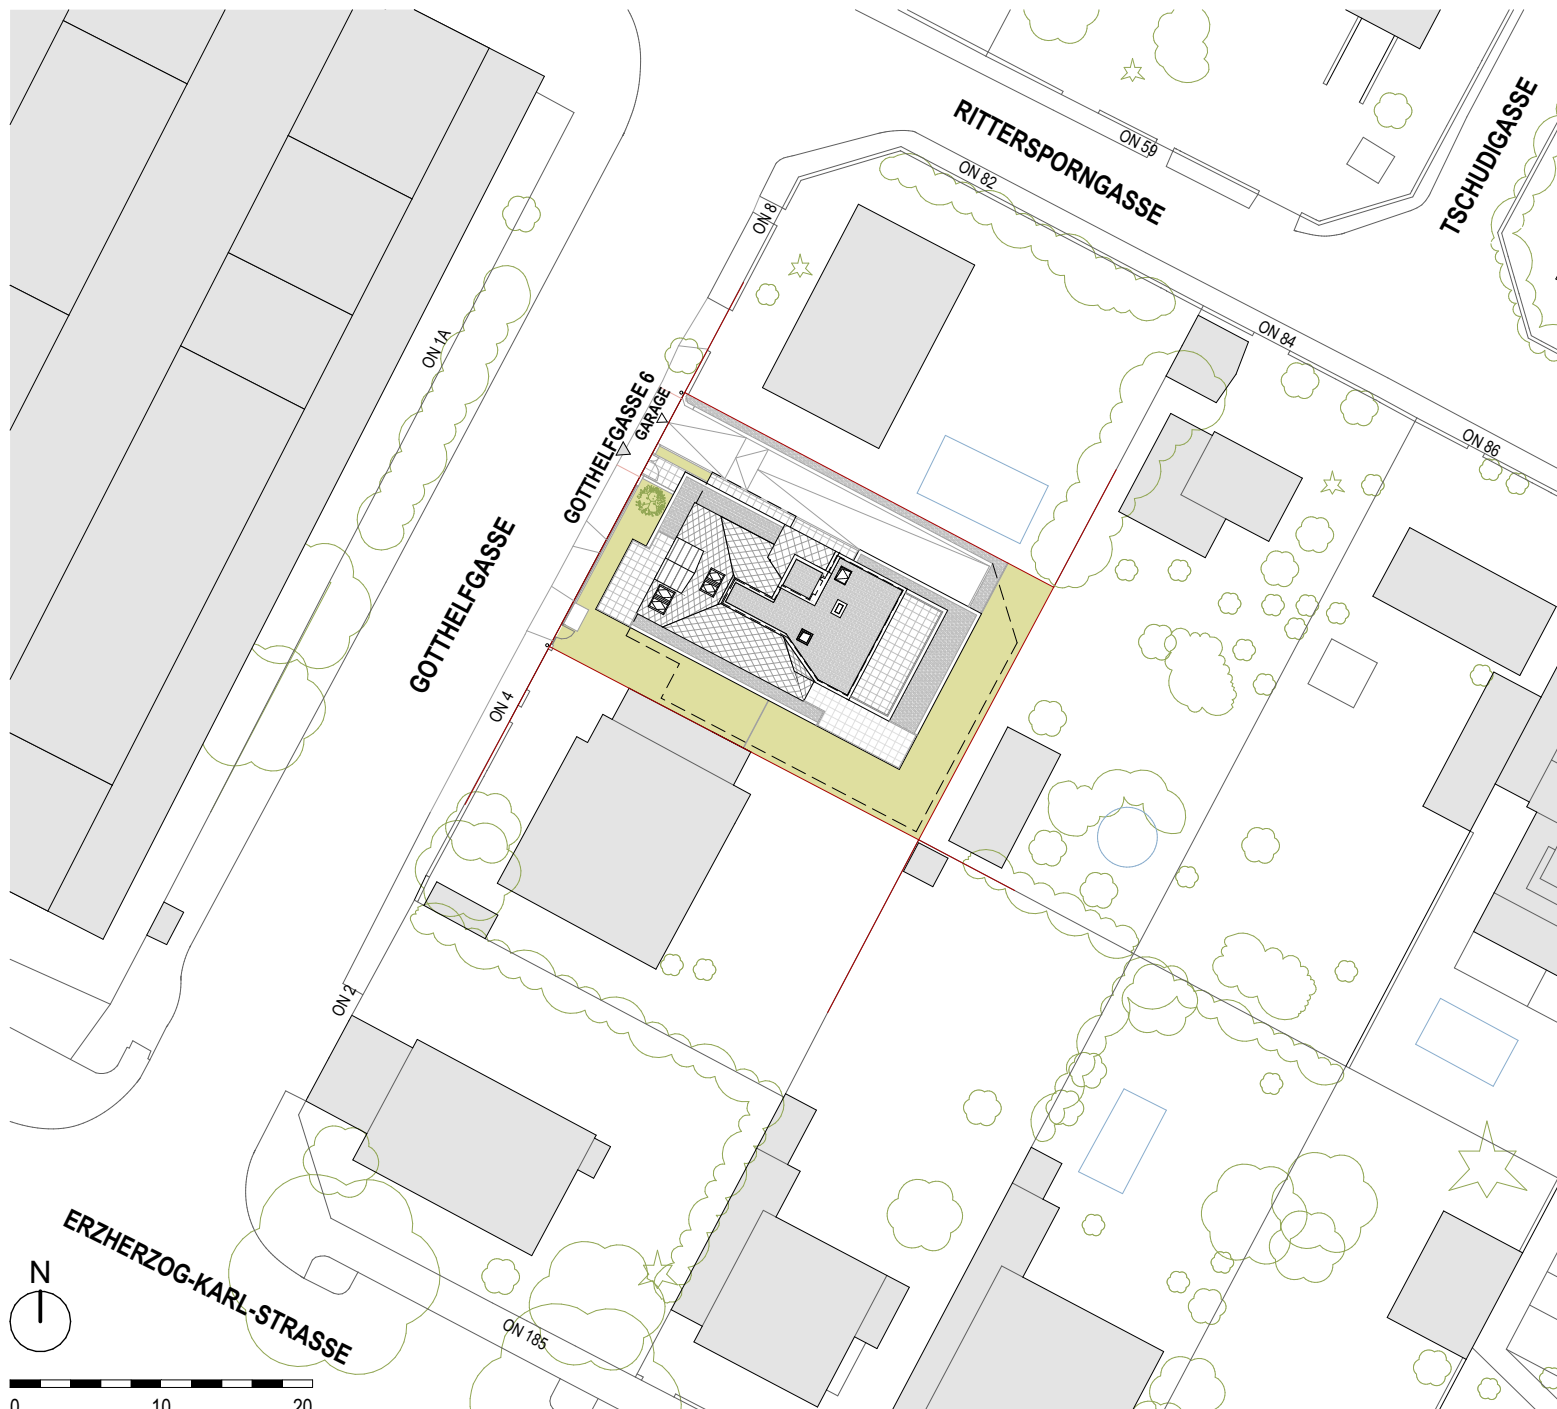 RITTERSPORNGASSE
TSCHUDIGASSE
ON 59
ON 82
ON 8
ON 84
ON 1A
ON 86
GOTTHELFGASSE 6
GARAGE
GOTTHELFGASSE
ON 4
ON 2
ERZHERZOG-KARL-STRASSE
N
ON 185
0 10 20